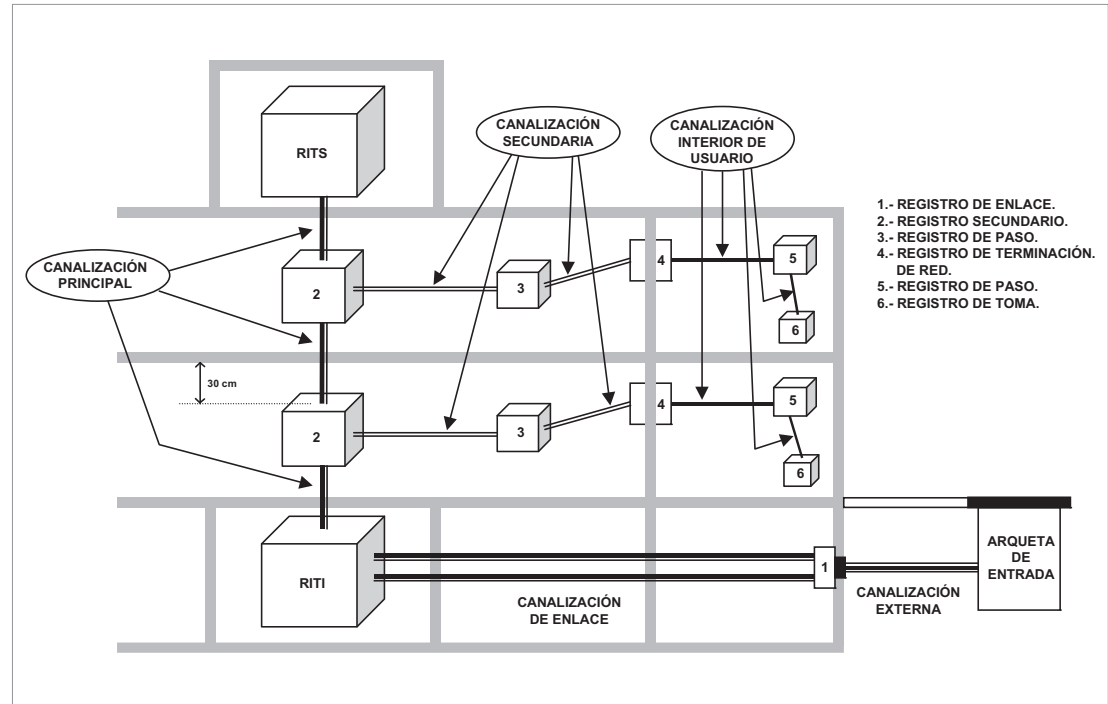 RITS
CANALIZACIÓN
SECUNDARIA
CANALIZACIÓN
INTERIOR DE
USUARIO
1.- REGISTRO DE ENLACE.
2.- REGISTRO SECUNDARIO.
3.- REGISTRO DE PASO.
4.- REGISTRO DE TERMINACIÓN.
DE RED.
5.- REGISTRO DE PASO.
6.- REGISTRO DE TOMA.
CANALIZACIÓN
PRINCIPAL
2
3
4
5
6
30 cm
2
3
4
5
6
RITI
CANALIZACIÓN
DE ENLACE
1
CANALIZACIÓN
EXTERNA
ARQUETA
DE
ENTRADA